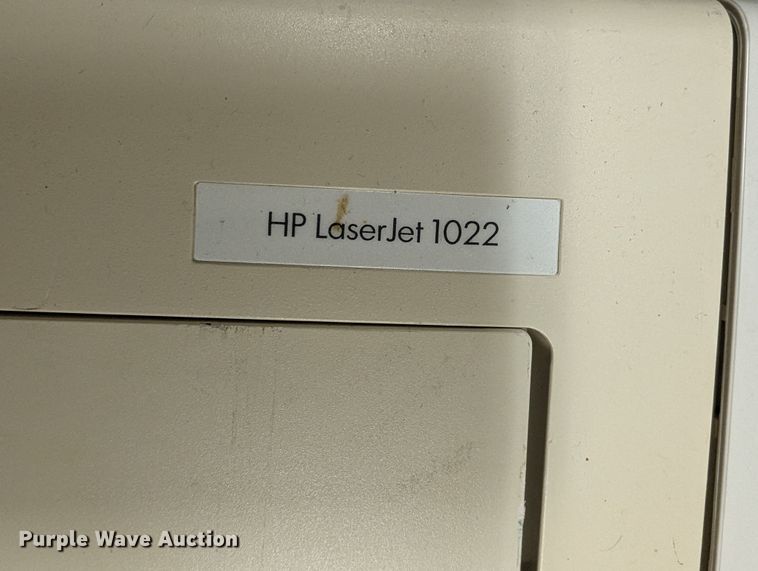 HP LaserJet 1022
Purple Wave Auction